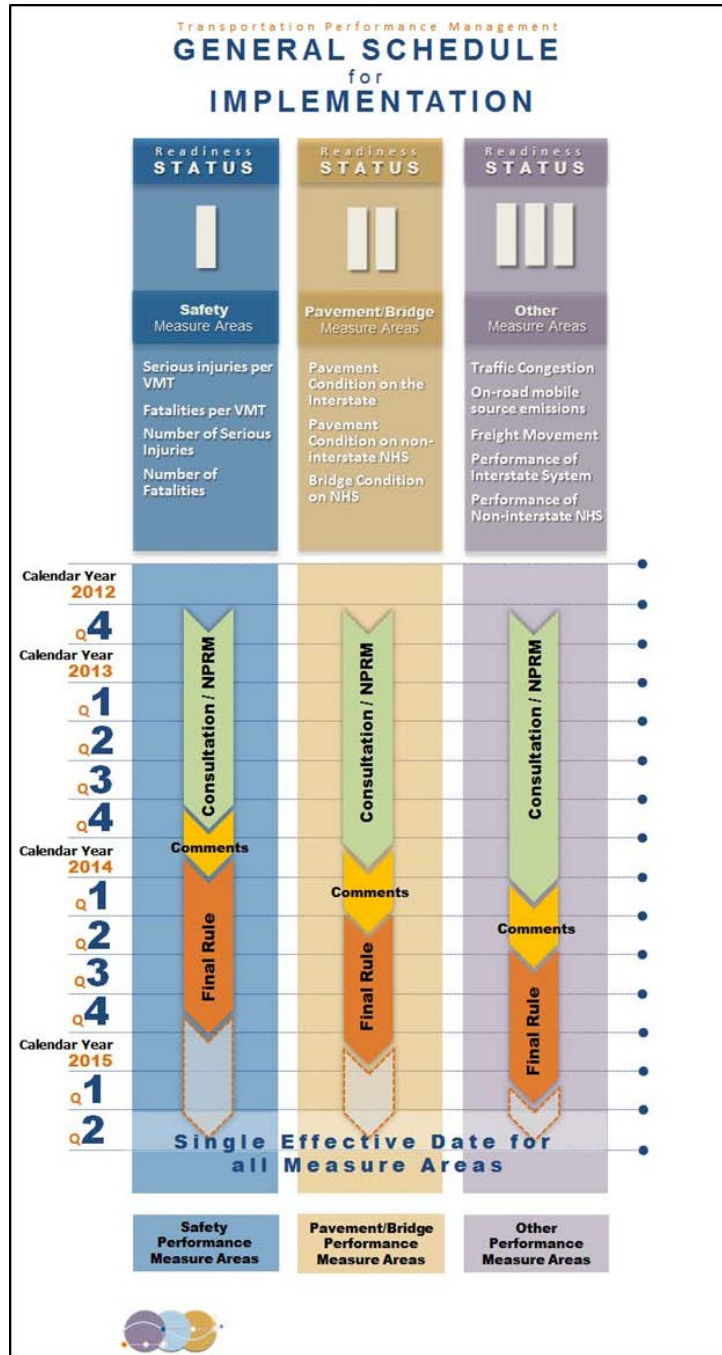 Transportation Performance Management
GENERAL SCHEDULE
for
IMPLEMENTATION
Readiness
STATUS
I
Safety
Measure Areas
Serious injuries per
VMT
Fatalities per VMT
Number of Serious
Injuries
Number of
Fatalities
Readiness
STATUS
II
Pavement/Bridge
Measure Areas
Pavement
Condition on the
Interstate
Pavement
Condition on non-
interstate NHS
Bridge Condition
on NHS
Readiness
STATUS
III
Other
Measure Areas
Traffic Congestion
On-road mobile
source emissions
Freight Movement
Performance of
Interstate System
Performance of
Non-interstate NHS
Calendar Year
2012
Q4
Calendar Year
2013
Q1
Q2
Q3
Q4
Calendar Year
2014
Q1
Q2
Q3
Q4
Calendar Year
2015
Q1
Q2
Consultation / NPRM
Comments
Final Rule
Consultation / NPRM
Comments
Final Rule
Consultation / NPRM
Comments
Final Rule
Single Effective Date for
all Measure Areas
Safety
Performance
Measure Areas
Pavement/Bridge
Performance
Measure Areas
Other
Performance
Measure Areas